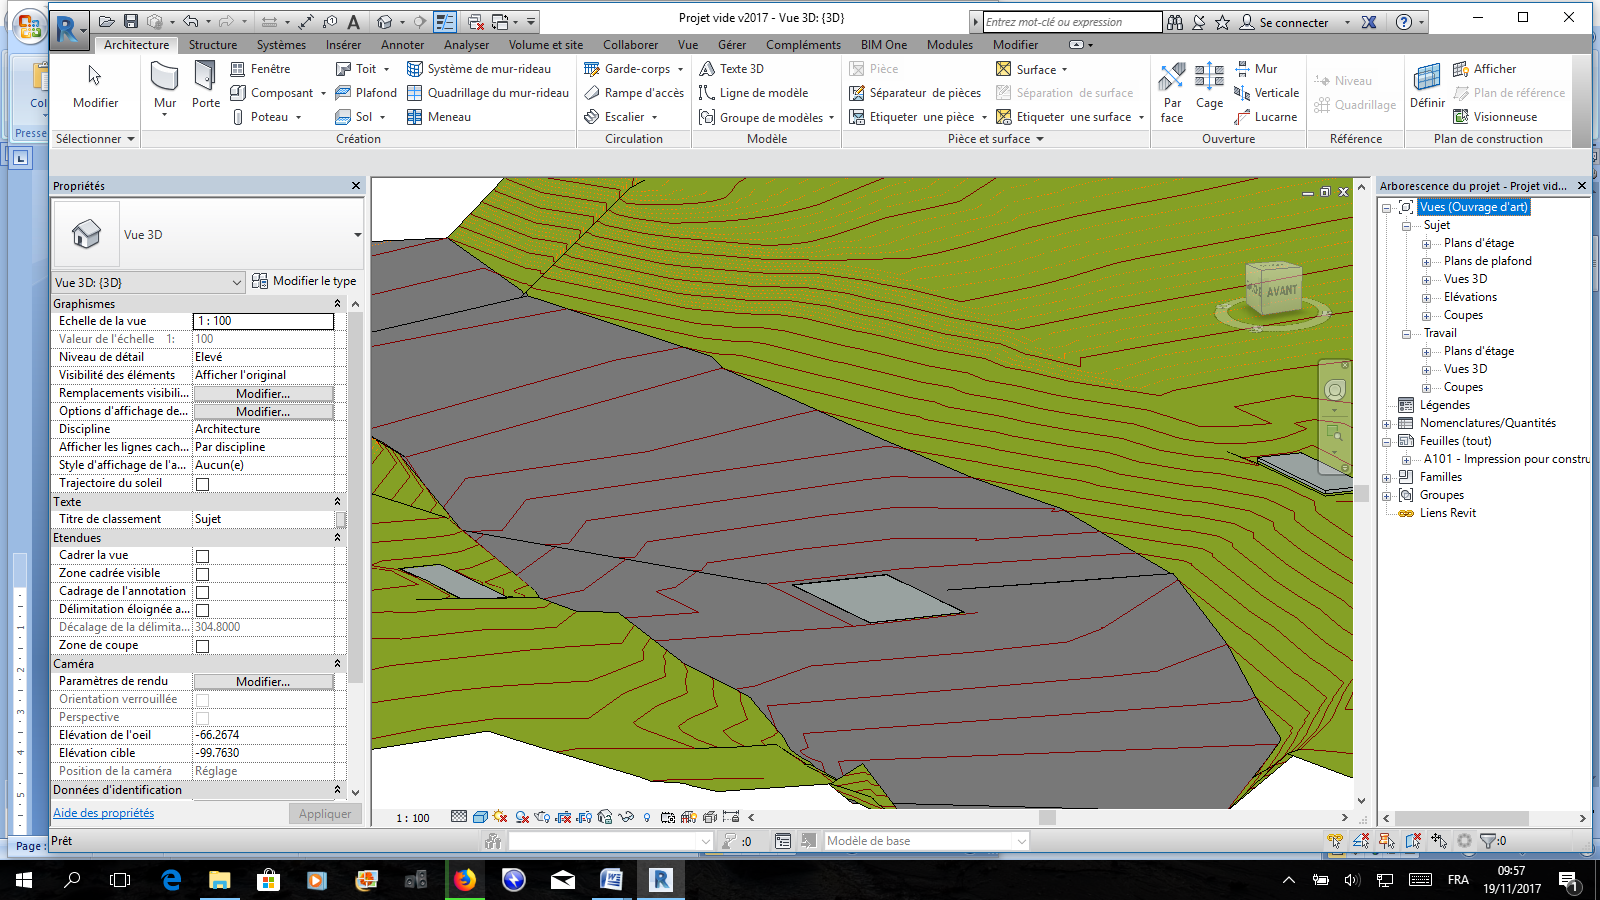 Projet vide v2017 - Vue 3D: {3D}
Entrez mot-clé ou expression
Se connecter
Architecture Structure Systèmes Insérer Annoter Analyser Volume et site Collaborer Vue Gérer Compléments BIM One Modules Modifier
Modifier
Sélectionner
Mur
Porte
Fenêtre
Composant
Poteau
Toit
Plafond
Sol
Système de mur-rideau
Quadrillage du mur-rideau
Meneau
Création
Garde-corps
Rampe d'accès
Escalier
Circulation
Texte 3D
Ligne de modèle
Groupe de modèles
Modèle
Pièce
Séparateur de pièces
Etiqueter une pièce
Surface
Séparation de surface
Etiqueter une surface
Pièce et surface
Par face
Cage
Mur
Verticale
Lucarne
Ouverture
Niveau
Quadrillage
Référence
Définir
Afficher
Plan de référence
Visionneuse
Plan de construction
Col
Presse
Page :
Propriétés
Vue 3D
Vue 3D: {3D}
Modifier le type
Graphismes
Echelle de la vue 1 : 100
Valeur de l'échelle 1: 100
Niveau de détail Elevé
Visibilité des éléments Afficher l'original
Remplacements visibili... Modifier...
Options d'affichage de... Modifier...
Discipline Architecture
Afficher les lignes cach... Par discipline
Style d'affichage de l'a... Aucun(e)
Trajectoire du soleil
Texte
Titre de classement Sujet
Etendues
Cadrer la vue
Zone cadrée visible
Cadrage de l'annotation
Délimitation éloignée a...
Décalage de la délimita... 304.8000
Zone de coupe
Caméra
Paramètres de rendu Modifier...
Orientation verrouillée
Perspective
Elévation de l'oeil -66.2674
Elévation cible -99.7630
Position de la caméra Réglage
Données d'identification
Aide des propriétés
Appliquer
AVANT
1 : 100
Arborescence du projet - Projet vid...
Vues (Ouvrage d'art)
Sujet
Plans d'étage
Plans de plafond
Vues 3D
Elévations
Coupes
Travail
Plans d'étage
Vues 3D
Coupes
Légendes
Nomenclatures/Quantités
Feuilles (tout)
A101 - Impression pour constru
Familles
Groupes
Liens Revit
Prêt
:0
Modèle de base
:0
FRA
09:57
19/11/2017
1